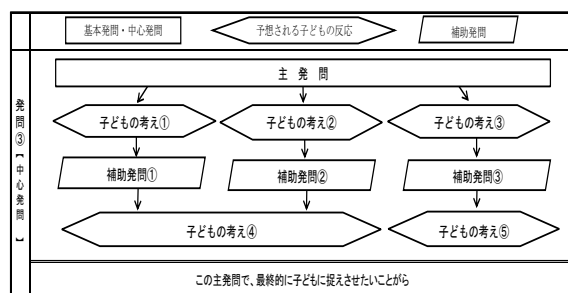 基本発問・中心発問
予想される子どもの反応
補助発問
発問③【中心発問】
主 発 問
子どもの考え①
子どもの考え②
子どもの考え③
補助発問①
補助発問②
補助発問③
子どもの考え④
子どもの考え⑤
この主発問で、最終的に子どもに捉えさせたいことがら